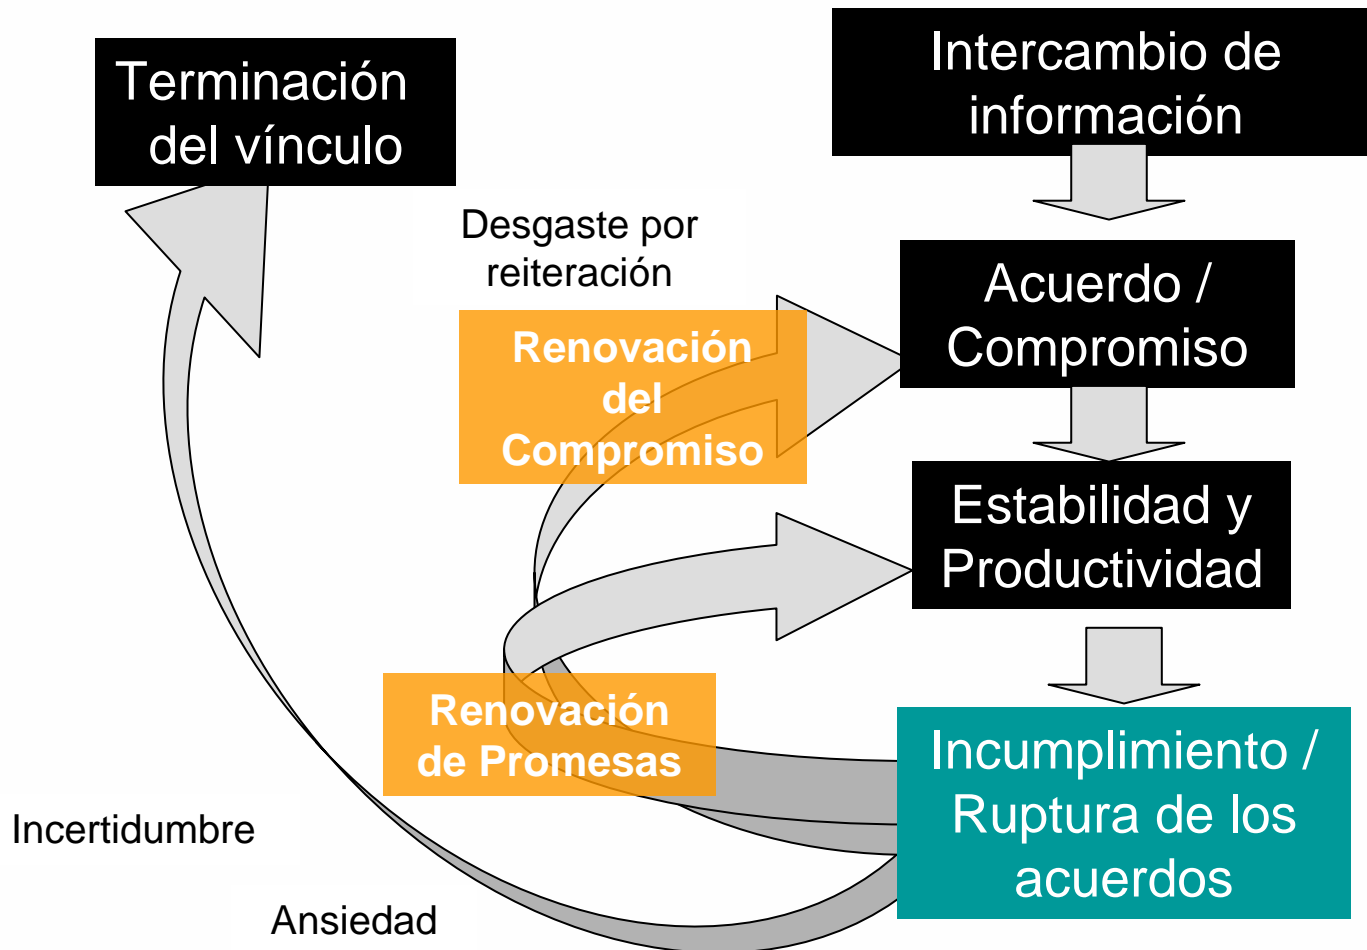 Terminación
del vínculo
Intercambio de
información
Desgaste por
reiteración
Acuerdo /
Compromiso
Renovación
del
Compromiso
Estabilidad y
Productividad
Renovación
de Promesas
Incumplimiento /
Ruptura de los
acuerdos
Incertidumbre
Ansiedad